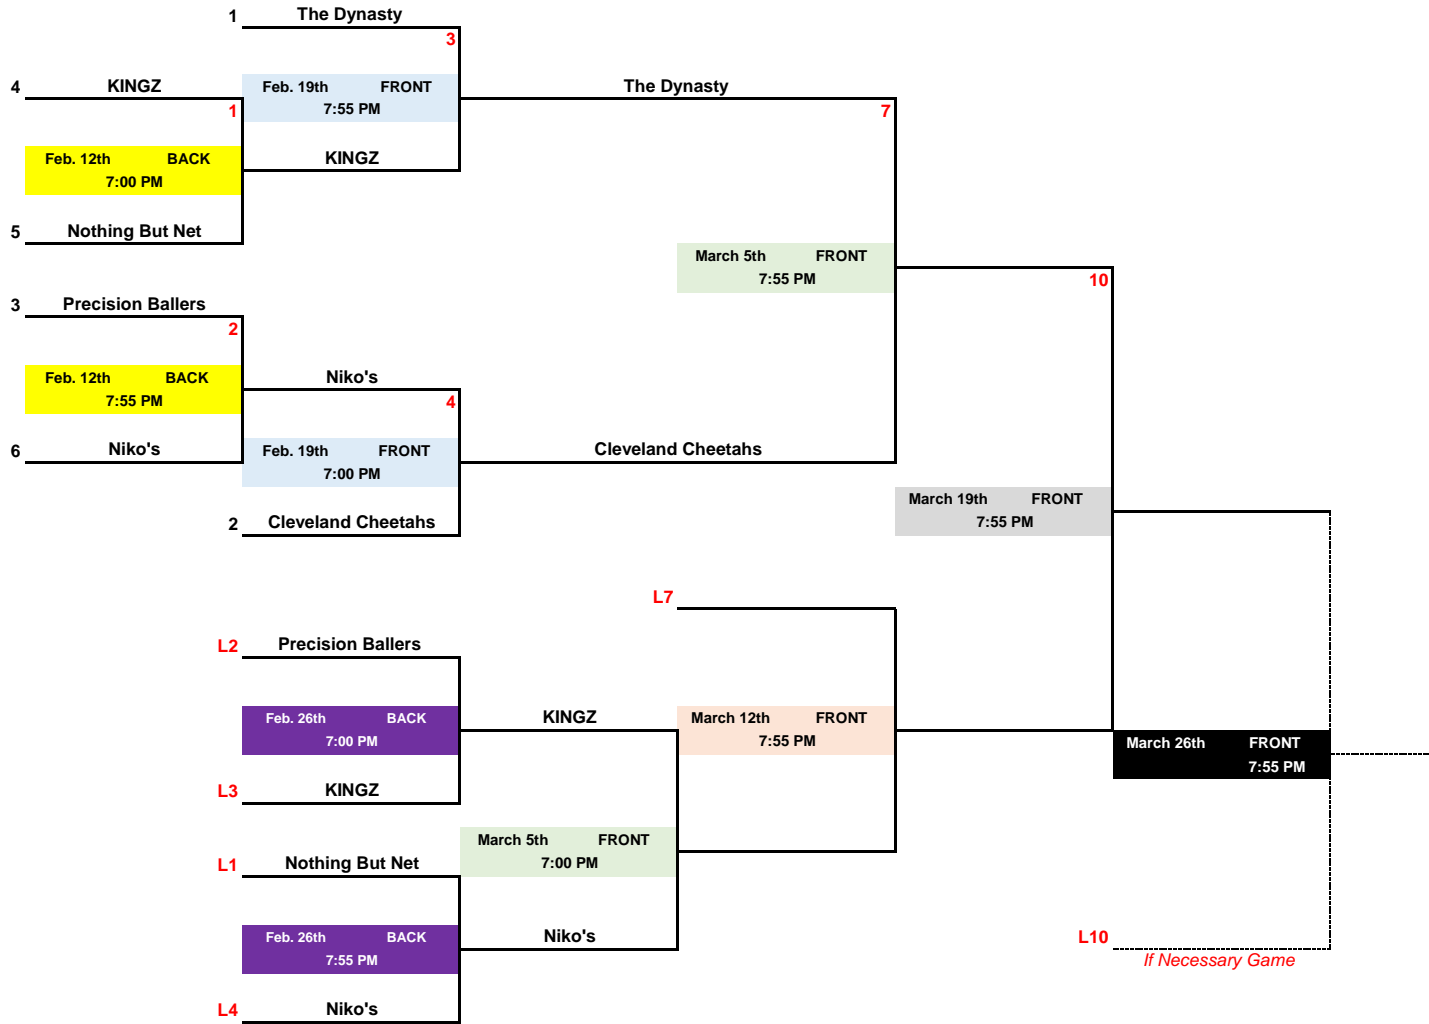 1 The Dynasty
3
4 KINGZ
Feb. 19th FRONT
7:55 PM
The Dynasty
1
7
Feb. 12th BACK
7:00 PM
KINGZ
5 Nothing But Net
March 5th FRONT
7:55 PM
10
3 Precision Ballers
2
Feb. 12th BACK
7:55 PM
Niko's
4
6 Niko's
Feb. 19th FRONT
7:00 PM
Cleveland Cheetahs
2 Cleveland Cheetahs
March 19th FRONT
7:55 PM
L7
L2 Precision Ballers
Feb. 26th BACK
7:00 PM
KINGZ
March 12th FRONT
7:55 PM
March 26th FRONT
7:55 PM
L3 KINGZ
March 5th FRONT
7:00 PM
L1 Nothing But Net
Feb. 26th BACK
7:55 PM
Niko's
L10
If Necessary Game
L4 Niko's